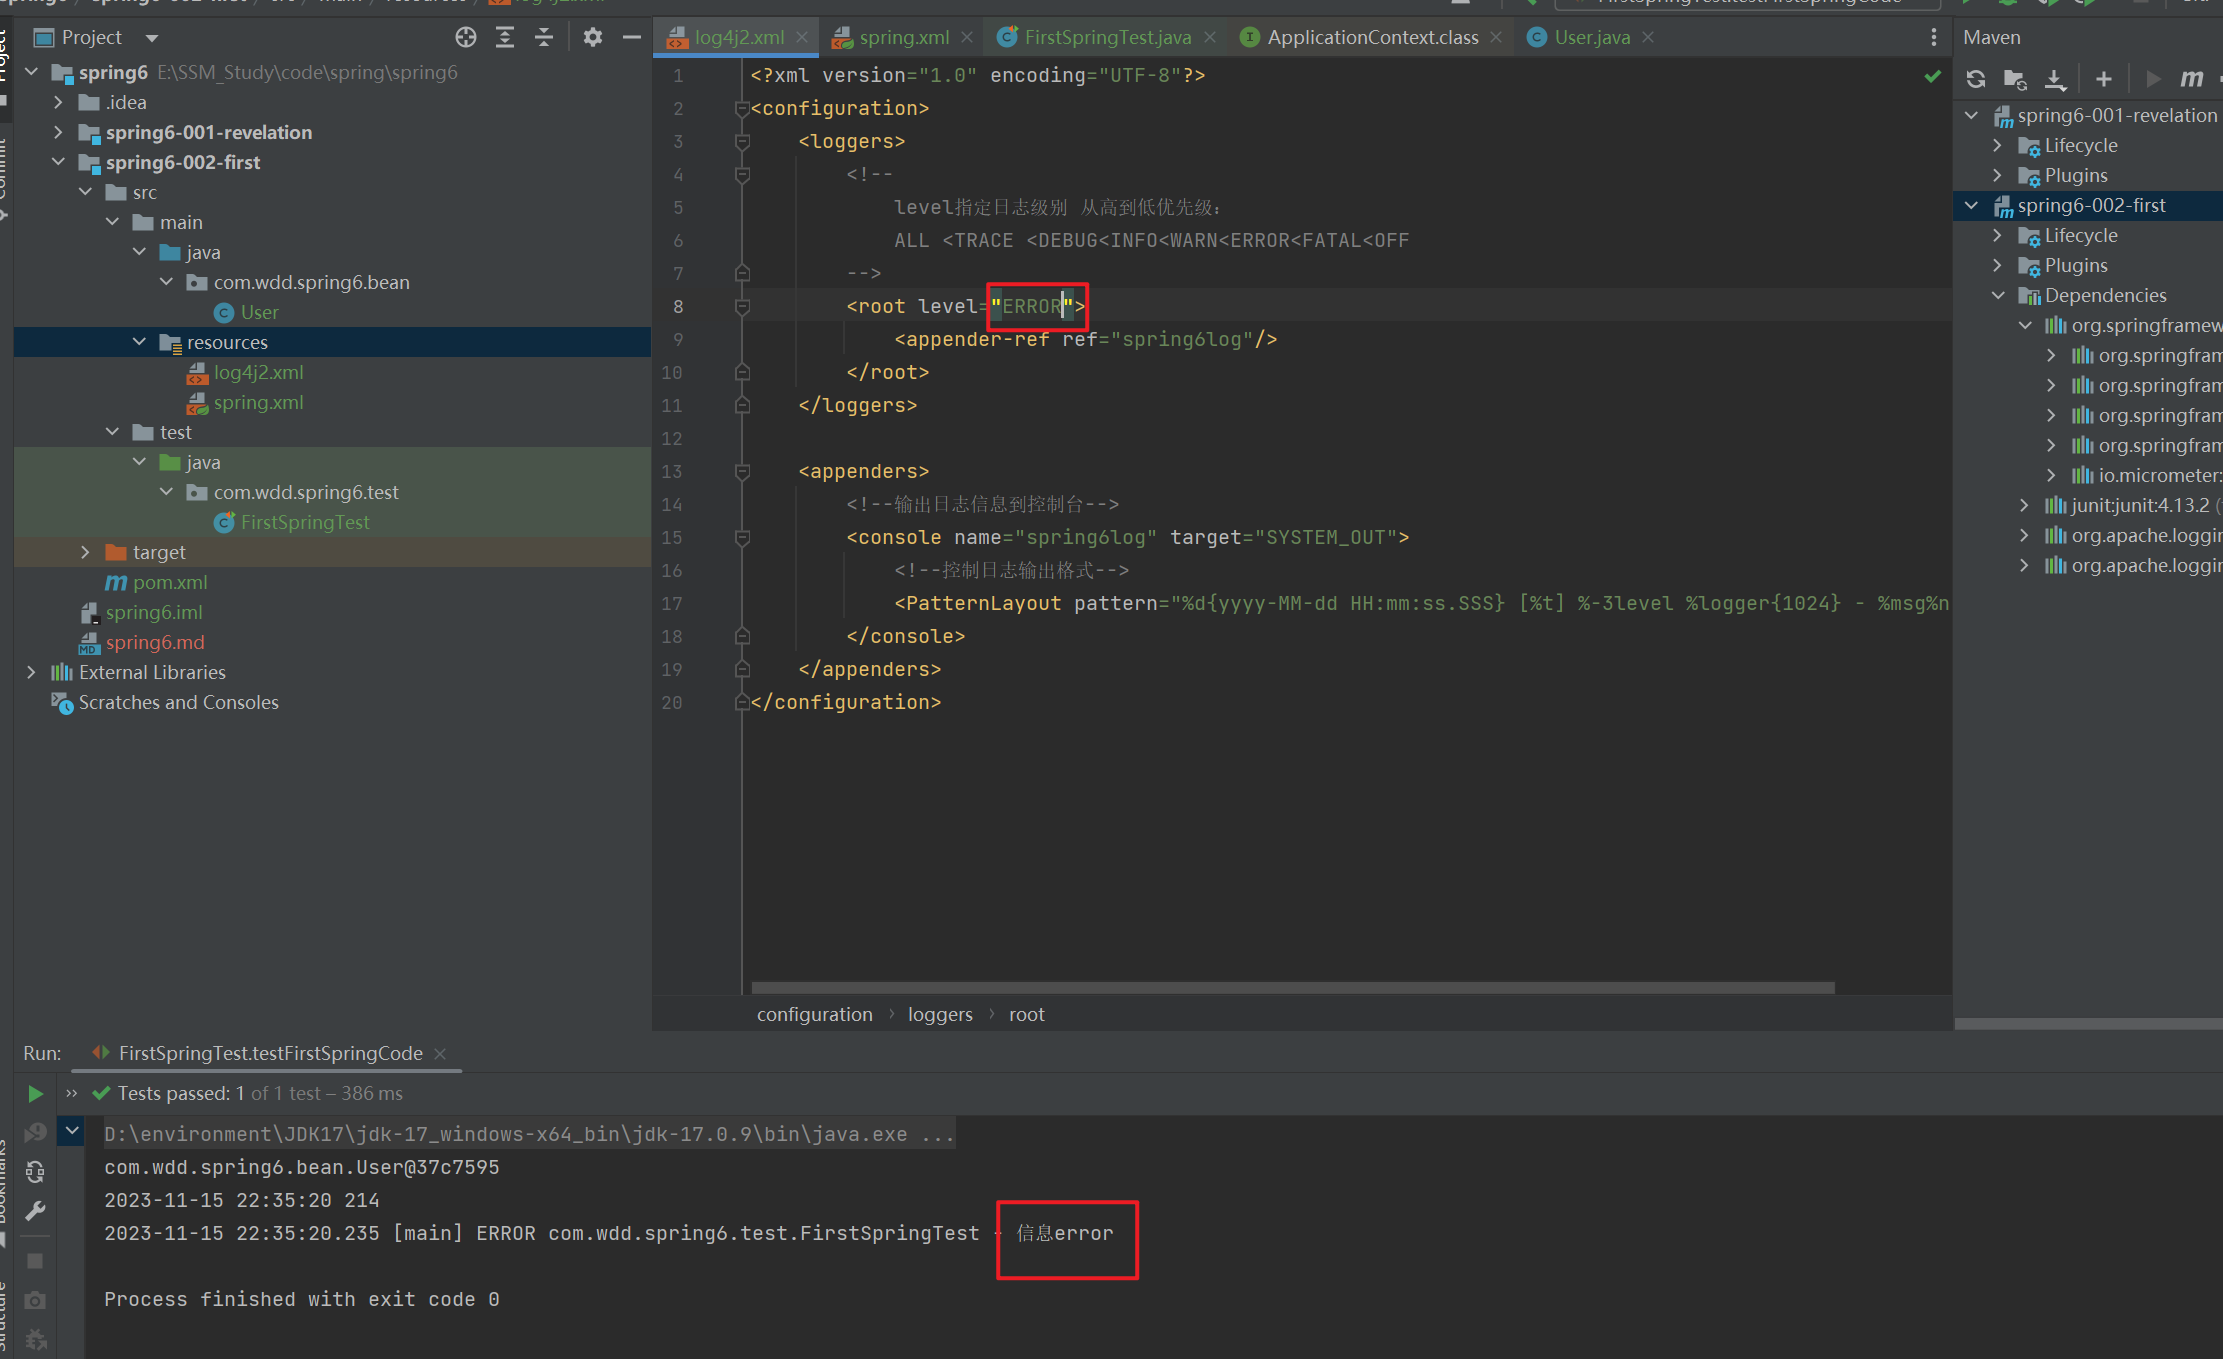 Project
spring6 E:\SSM_Study\code\spring\spring6
.idea
spring6-001-revelation
spring6-002-first
src
main
java
com.wdd.spring6.bean
User
resources
log4j2.xml
spring.xml
test
java
com.wdd.spring6.test
FirstSpringTest
target
pom.xml
spring6.iml
spring6.md
External Libraries
Scratches and Consoles
log4j2.xml
spring.xml
FirstSpringTest.java
ApplicationContext.class
User.java
1 <?xml version="1.0" encoding="UTF-8"?>
2 <configuration>
3 <loggers>
4 <!--
5 level指定日志级别 从高到低优先级:
6 ALL <TRACE <DEBUG<INFO<WARN<ERROR<FATAL<OFF
7 -->
8 <root level="ERROR">
9 <appender-ref ref="spring6log"/>
10 </root>
11 </loggers>
12
13 <appenders>
14 <!--输出日志信息到控制台-->
15 <console name="spring6log" target="SYSTEM_OUT">
16 <!--控制日志输出格式-->
17 <PatternLayout pattern="%d{yyyy-MM-dd HH:mm:ss.SSS} [%t] %-3level %logger{1024} - %msg%n
18 </console>
19 </appenders>
20 </configuration>
configuration › loggers › root
Maven
spring6-001-revelation
Lifecycle
Plugins
spring6-002-first
Lifecycle
Plugins
Dependencies
org.springframew
org.springfram
org.springfram
org.springfram
org.springfram
io.micrometer:
junit:junit:4.13.2 (
org.apache.loggin
org.apache.loggin
Run: FirstSpringTest.testFirstSpringCode
Tests passed: 1 of 1 test – 386 ms
D:\environment\JDK17\jdk-17_windows-x64_bin\jdk-17.0.9\bin\java.exe ...
com.wdd.spring6.bean.User@37c7595
2023-11-15 22:35:20 214
2023-11-15 22:35:20.235 [main] ERROR com.wdd.spring6.test.FirstSpringTest - 信息error
Process finished with exit code 0